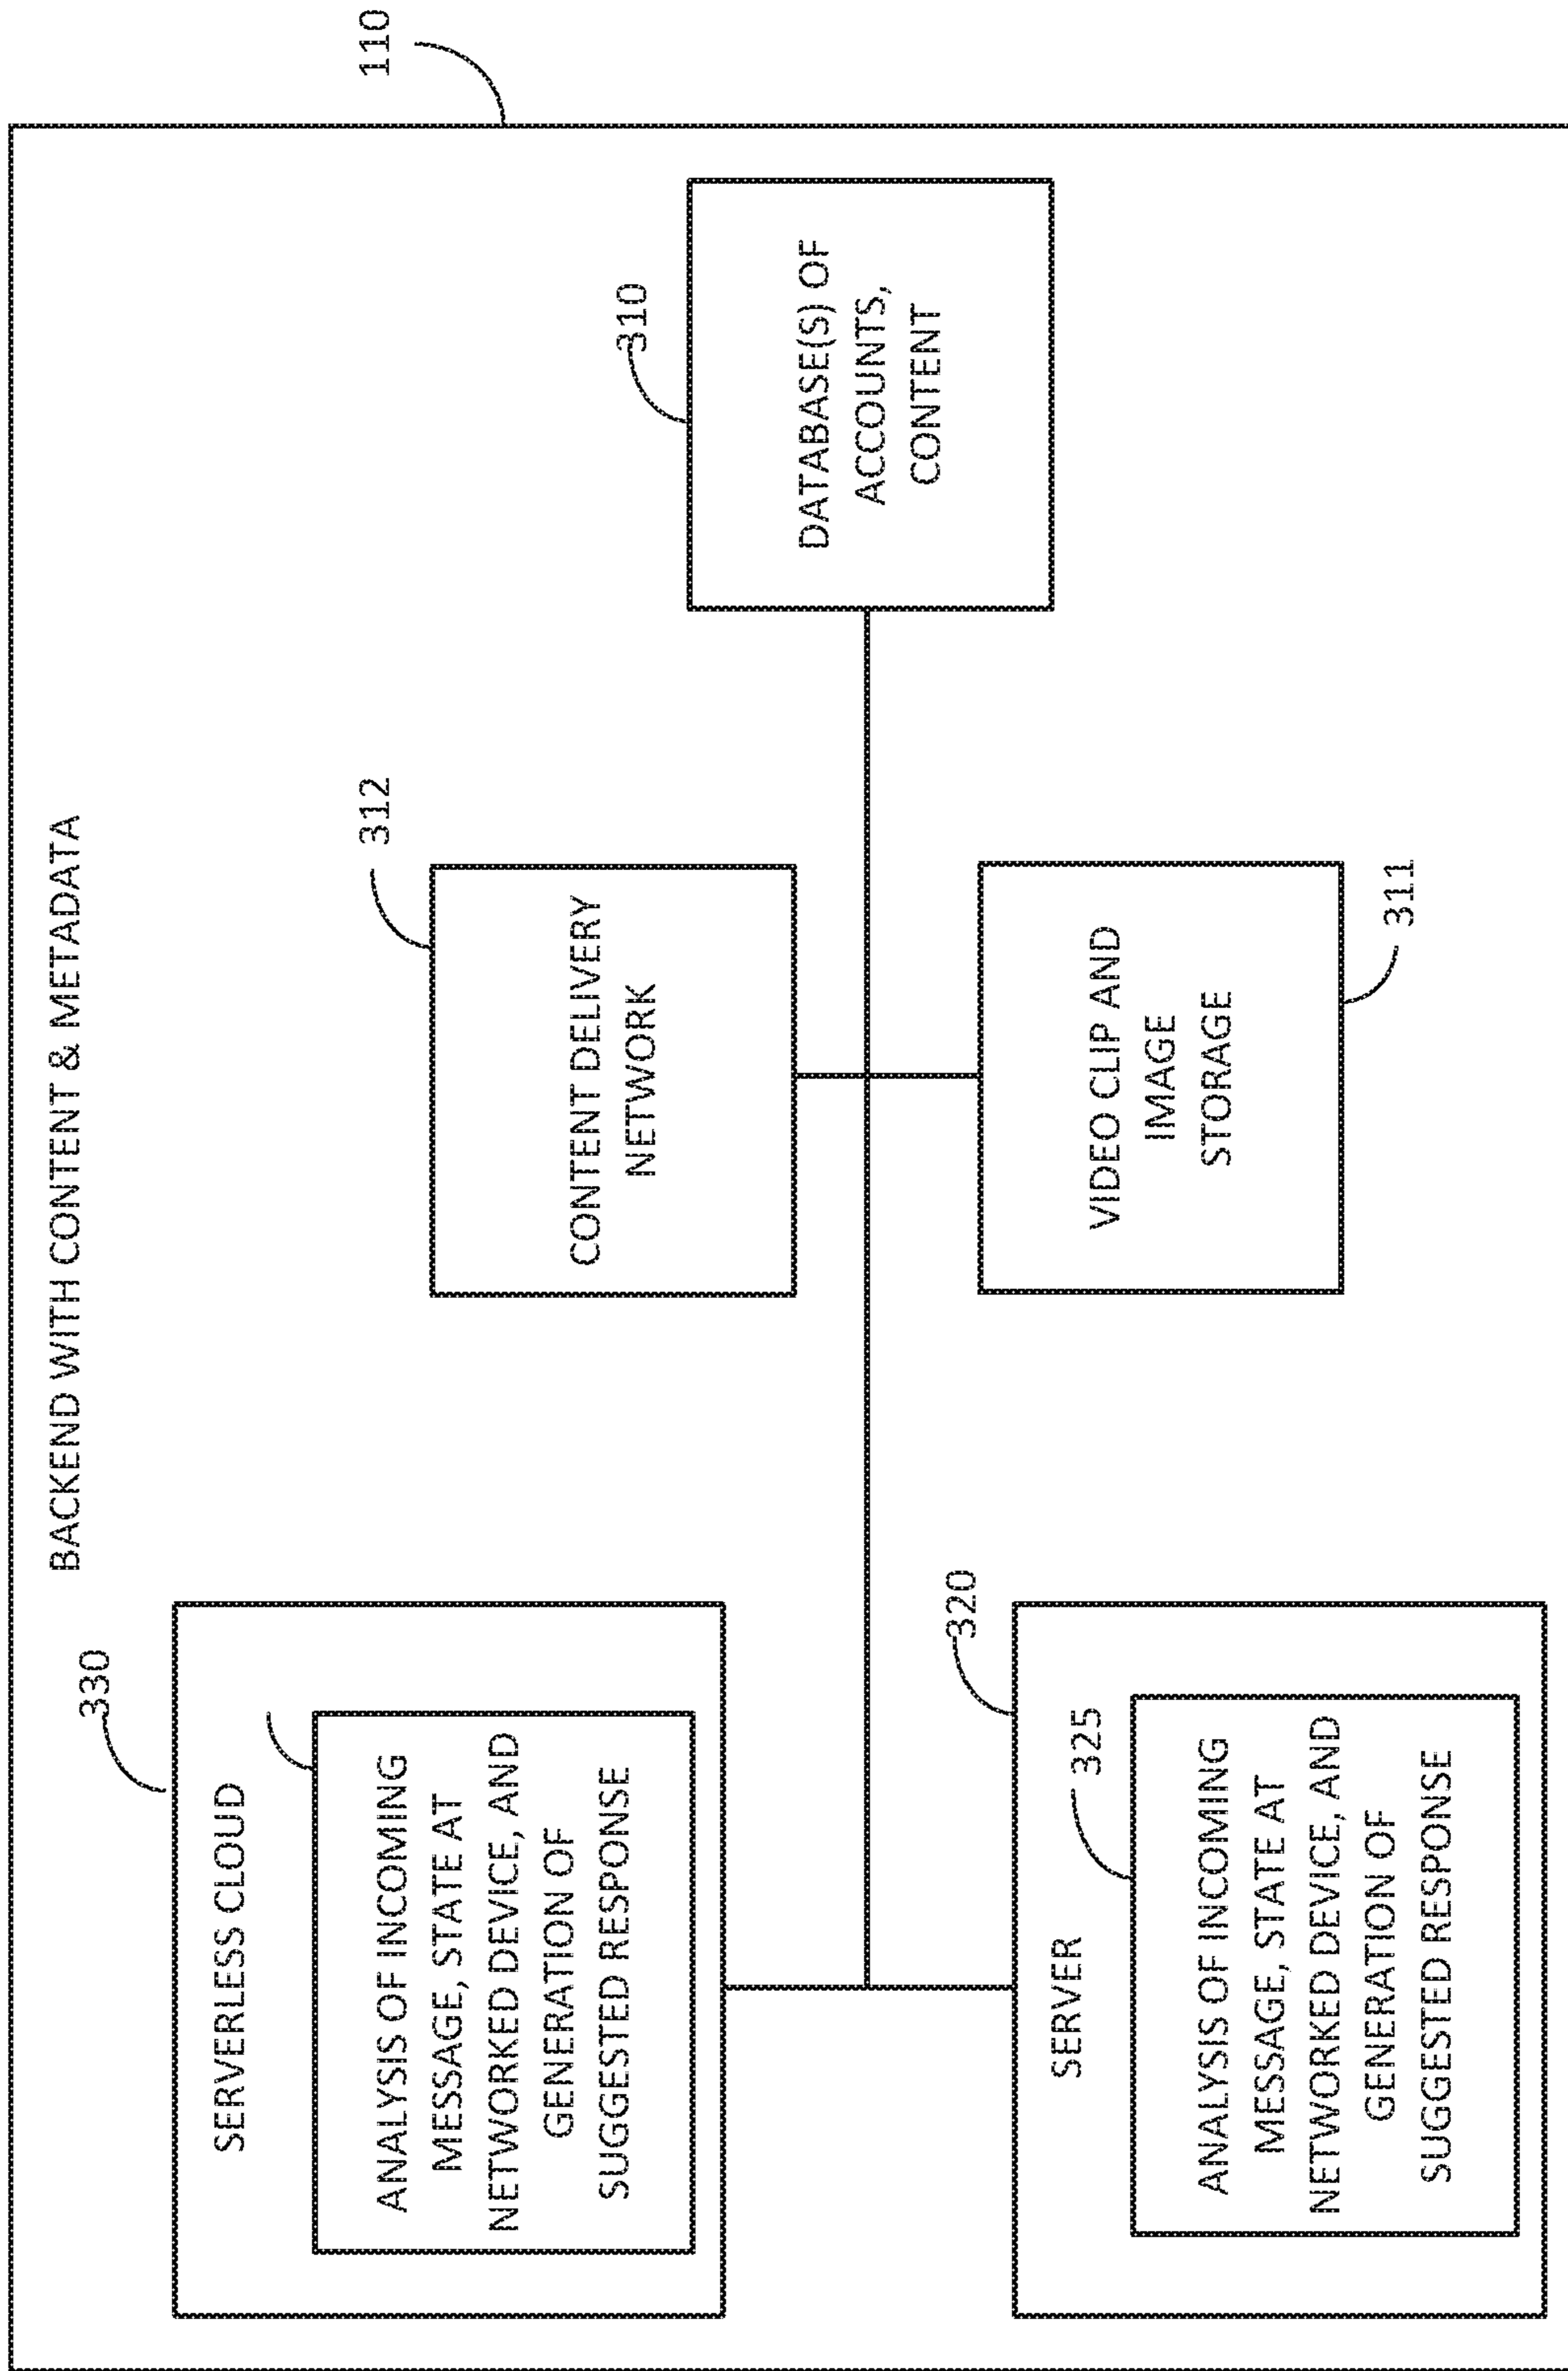 BACKEND WITH CONTENT & METADATA
110
330
SERVERLESS CLOUD
ANALYSIS OF INCOMING
MESSAGE, STATE AT
NETWORKED DEVICE, AND
GENERATION OF
SUGGESTED RESPONSE
312
CONTENT DELIVERY
NETWORK
310
DATABASE(S) OF
ACCOUNTS,
CONTENT
320
SERVER
325
ANALYSIS OF INCOMING
MESSAGE, STATE AT
NETWORKED DEVICE, AND
GENERATION OF
SUGGESTED RESPONSE
VIDEO CLIP AND
IMAGE
STORAGE
311